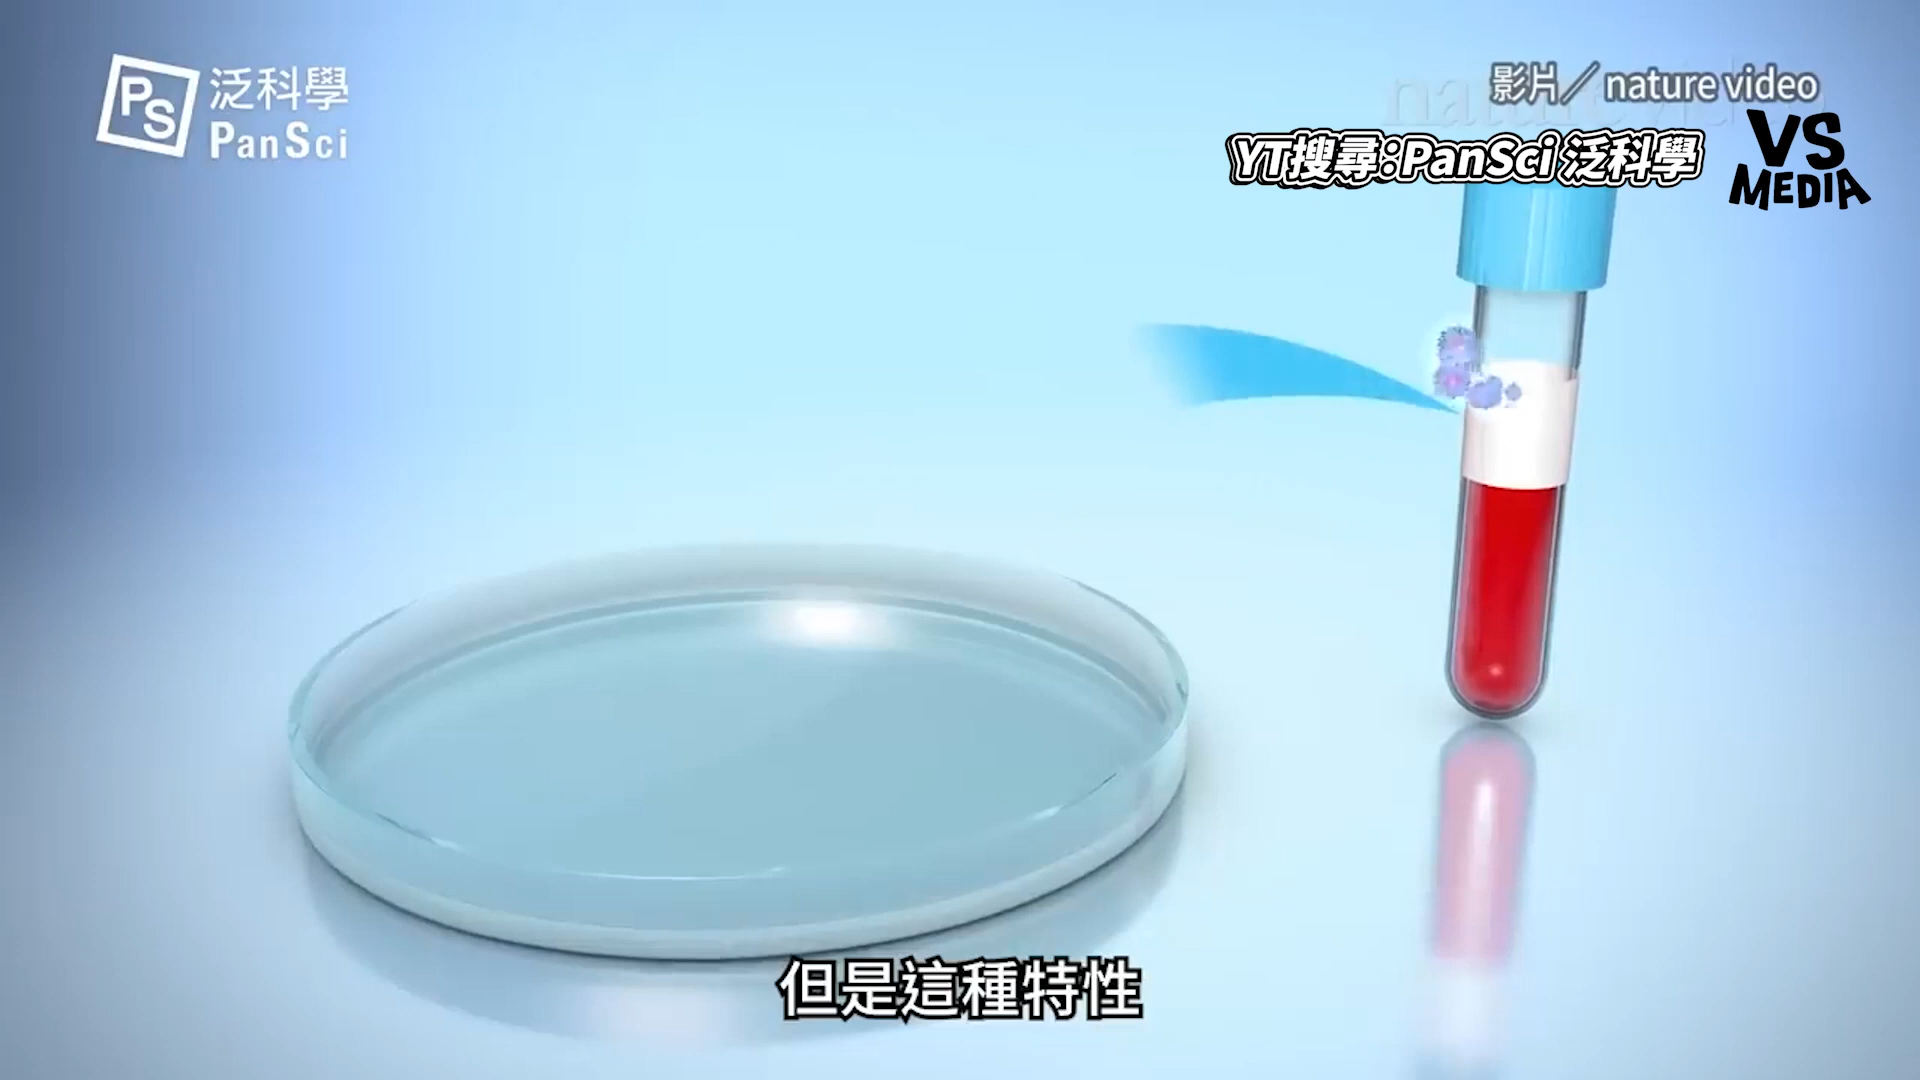 PS
泛科學
PanSci
影片／nature video
YT搜尋:PanSci 泛科學
VS
MEDIA
但是這種特性